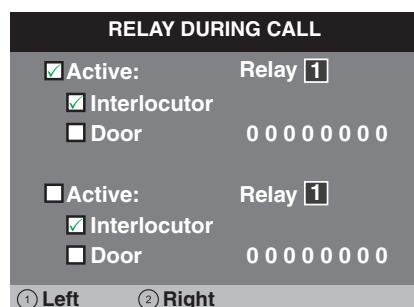 RELAY DURING CALL
Active: Relay 1
Interlocutor
Door 0 0 0 0 0 0 0 0
Active: Relay 1
Interlocutor
Door 0 0 0 0 0 0 0 0
1 Left 2 Right